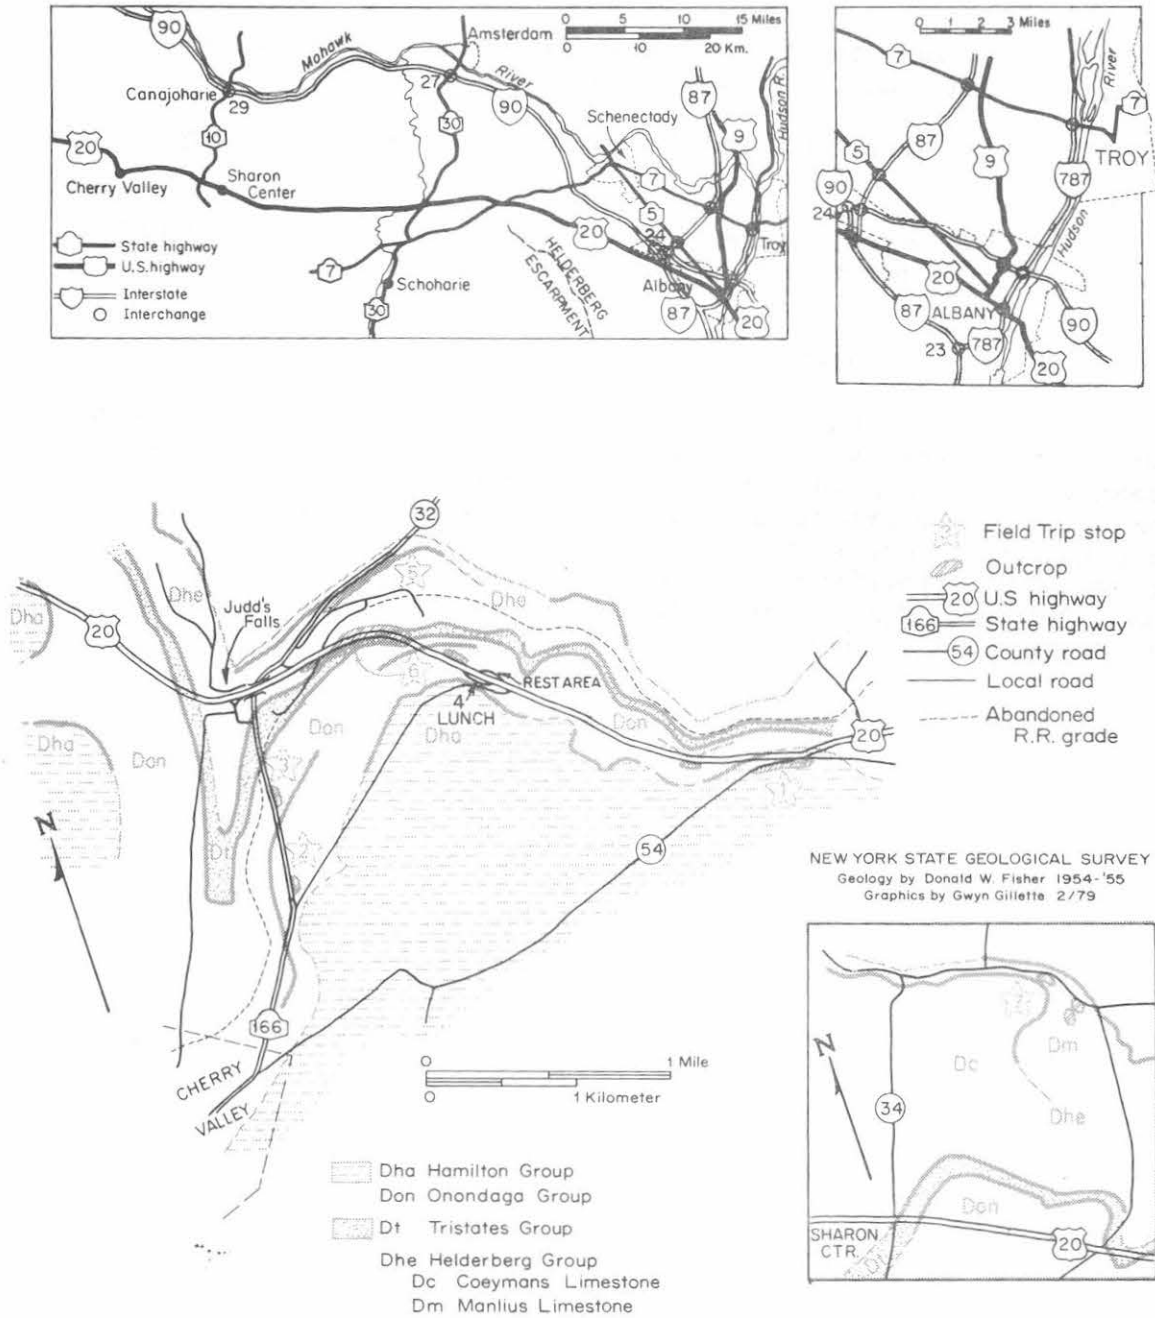 0 5 10 15 Miles
0 10 20 Km.
90
Mohawk
Amsterdam
River
27
90
Canajoharie
29
10
30
Schenectady
87
9
Hudson R.
20
Cherry Valley
Sharon
Center
7
5
24
20
Troy
State highway
U.S. highway
Interstate
Interchange
7
Schoharie
30
HELDERBERG
ESCARPMENT
Albany
87
20
0 1 2 3 Miles
7
River
7
5
87
9
TROY
90
787
24
Hudson
20
87
ALBANY
90
23
787
20
32
Field Trip stop
Outcrop
20 U.S highway
166 State highway
54 County road
Local road
Abandoned
R.R. grade
Dhe
5
Dha
Judd's
Falls
Dhe
20
6
REST AREA
4
LUNCH
Don
Don
Dha
Dha
Don
20
3
1
N
Dt
2
54
NEW YORK STATE GEOLOGICAL SURVEY
Geology by Donald W. Fisher 1954-'55
Graphics by Gwyn Gillette 2/79
166
CHERRY
VALLEY
0 1 Mile
0 1 Kilometer
7
Dm
N
Dc
34
Dhe
Don
SHARON
CTR.
20
Dt
Dha Hamilton Group
Don Onondaga Group
Dt Tristates Group
Dhe Helderberg Group
Dc Coeymans Limestone
Dm Manlius Limestone